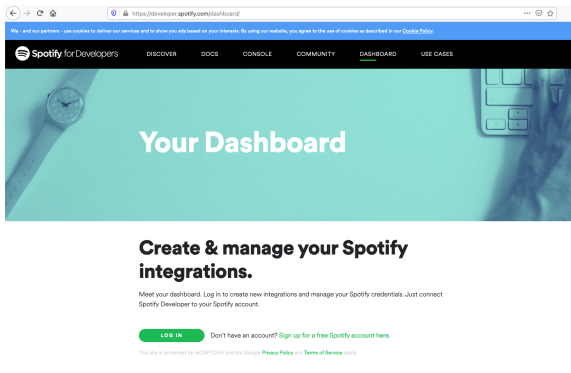 https://developer.spotify.com/dashboard/
We - and our partners - use cookies to deliver our services and to show you ads based on your interests. By using our website, you agree to the use of cookies as described in our Cookie Policy.
Spotify for Developers DISCOVER DOCS CONSOLE COMMUNITY DASHBOARD USE CASES
Your Dashboard
Create & manage your Spotify
integrations.
Meet your dashboard. Log in to create new integrations and manage your Spotify credentials. Just connect
Spotify Developer to your Spotify account.
LOG IN Don't have an account? Sign up for a free Spotify account here.
This site is protected by reCAPTCHA and the Google Privacy Policy and Terms of Service apply.